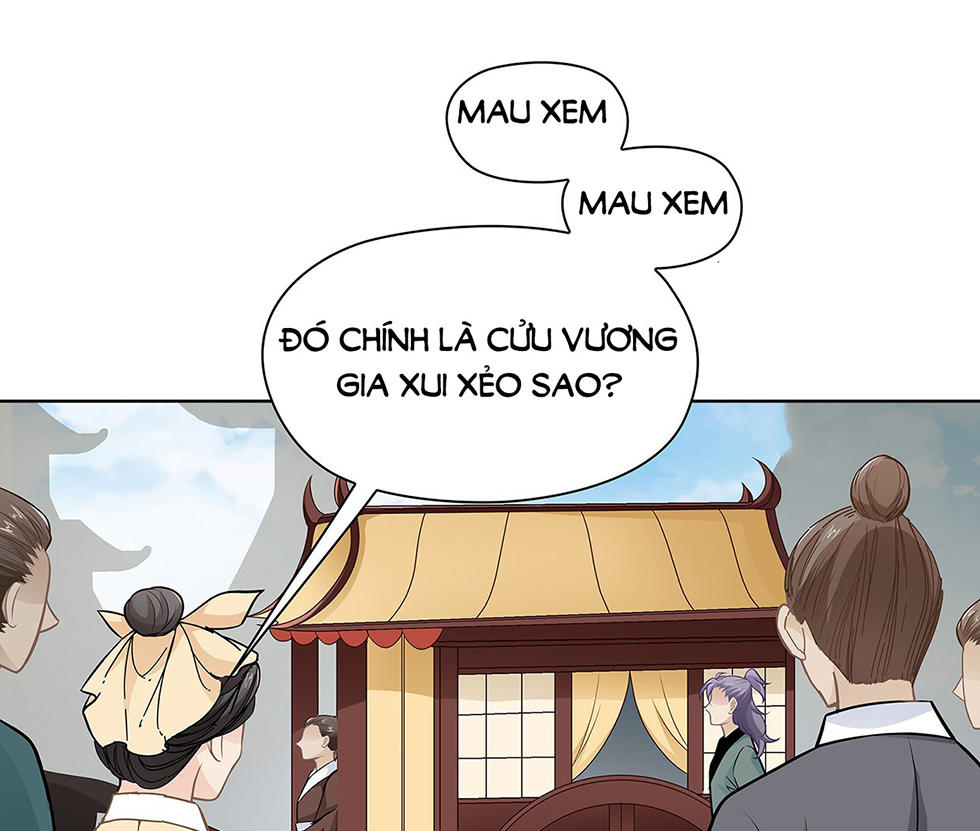 MAU XEM
MAU XEM
ĐÓ CHÍNH LÀ CỬU VƯƠNG
GIA XUI XẺO SAO?